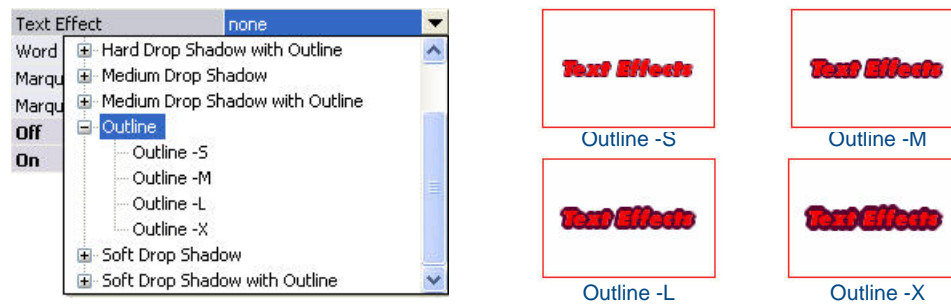 Text Effect none
Word
Hard Drop Shadow with Outline
Marqu
Medium Drop Shadow
Marqu
Medium Drop Shadow with Outline
Off
Outline
On
Outline -S
Outline -M
Outline -L
Outline -X
Soft Drop Shadow
Soft Drop Shadow with Outline
Text Effects
Outline -S
Text Effects
Outline -M
Text Effects
Outline -L
Text Effects
Outline -X